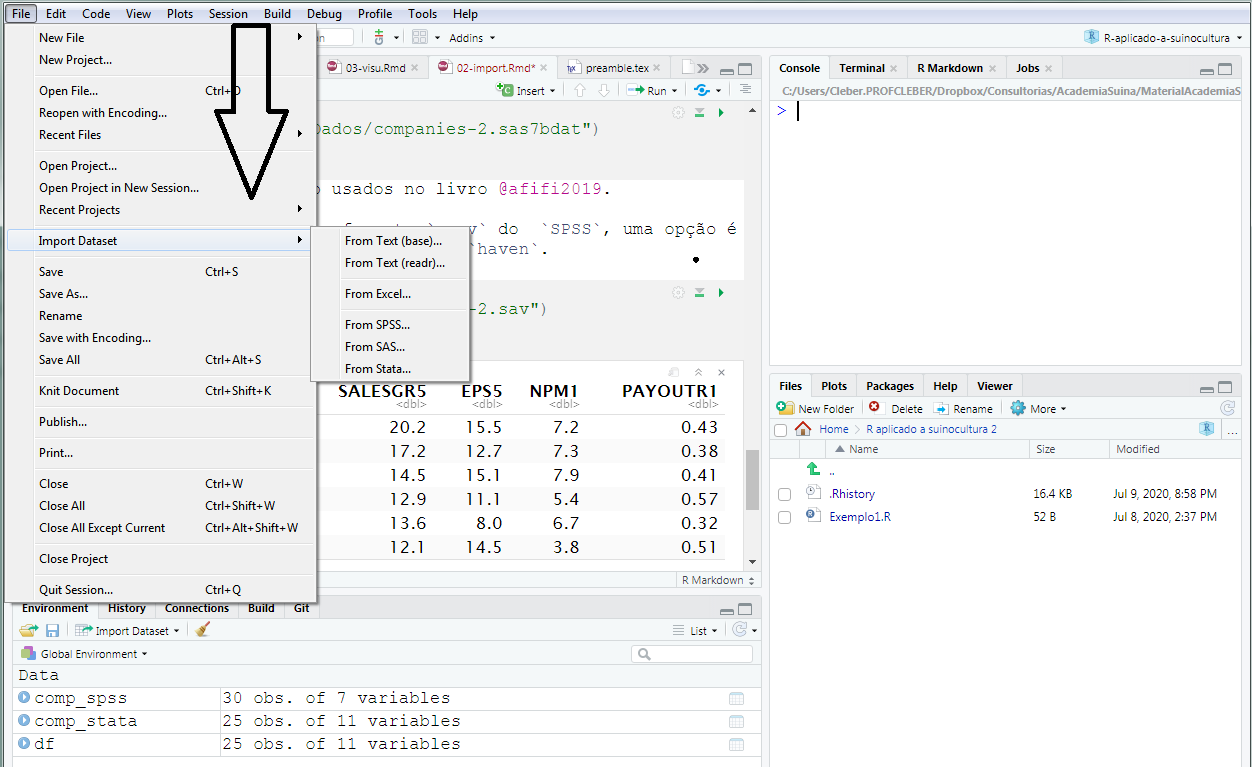 File Edit Code View Plots Session Build Debug Profile Tools Help
Addins
R-aplicado-a-suinocultura
New File
New Project...
Open File... Ctrl+O
Reopen with Encoding...
Recent Files
Open Project...
Open Project in New Session...
Recent Projects
Import Dataset
Save Ctrl+S
Save As...
Rename
Save with Encoding...
Save All Ctrl+Alt+S
Knit Document Ctrl+Shift+K
Publish...
Print...
Close Ctrl+W
Close All Ctrl+Shift+W
Close All Except Current Ctrl+Alt+Shift+W
Close Project
Quit Session... Ctrl+Q
From Text (base)...
From Text (readr)...
From Excel...
From SPSS...
From SAS...
From Stata...
03-visu.Rmd 02-import.Rmd* preamble.tex
Insert Run
Dados/companies-2.sas7bdat")
o usados no livro @afifi2019.
v` do `SPSS`, uma opção é
`haven`.
-2.sav")
SALESGR5 EPS5 NPM1 PAYOUTR1
<dbl> <dbl> <dbl> <dbl>
20.2 15.5 7.2 0.43
17.2 12.7 7.3 0.38
14.5 15.1 7.9 0.41
12.9 11.1 5.4 0.57
13.6 8.0 6.7 0.32
12.1 14.5 3.8 0.51
R Markdown
Environment History Connections Build Git
Import Dataset List
Global Environment
Data
comp_spss 30 obs. of 7 variables
comp_stata 25 obs. of 11 variables
df 25 obs. of 11 variables
Console Terminal R Markdown Jobs
C:/Users/Cleber.PROFCLEBER/Dropbox/Consultorias/AcademiaSuina/MaterialAcademiaS
>
Files Plots Packages Help Viewer
New Folder Delete Rename More
Home R aplicado a suinocultura 2 ...
Name Size Modified
..
.Rhistory 16.4 KB Jul 9, 2020, 8:58 PM
Exemplo1.R 52 B Jul 8, 2020, 2:37 PM